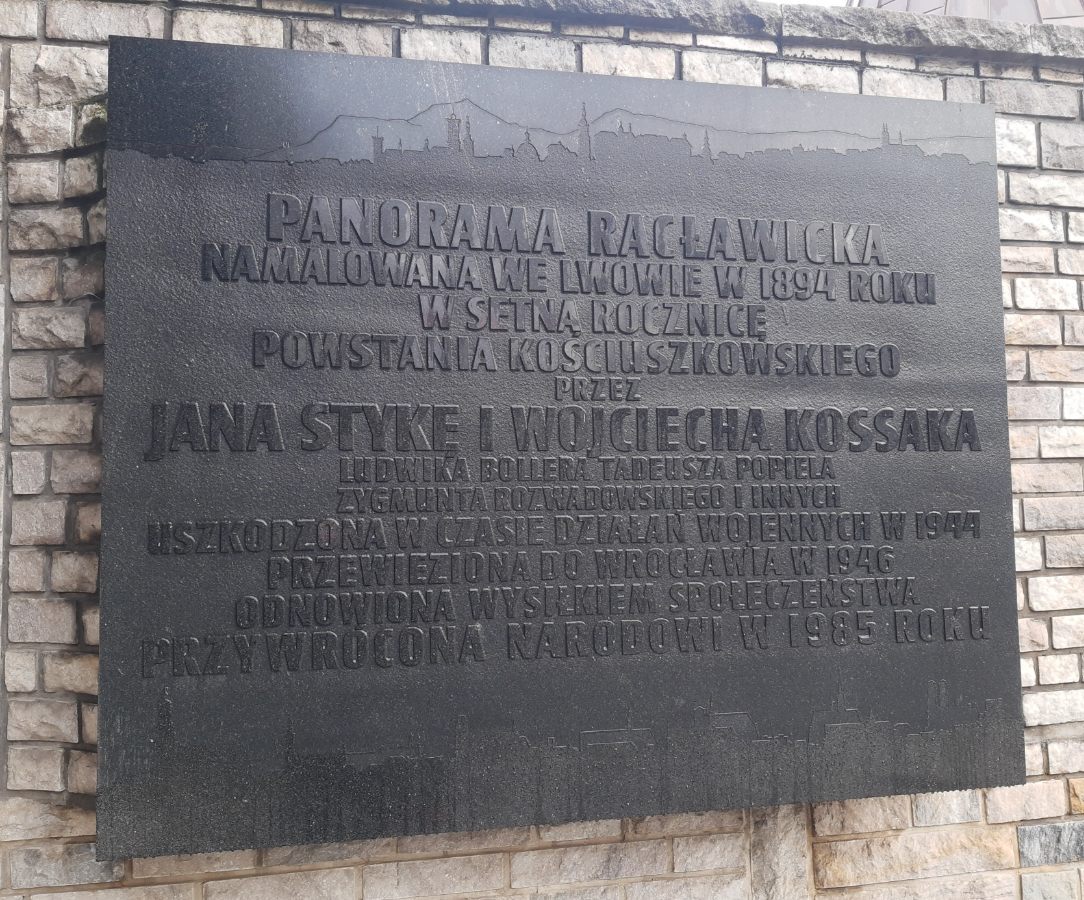 PANORAMA RACŁAWICKA
NAMALOWANA WE LWOWIE W 1894 ROKU
W SETNĄ ROCZNICĘ
POWSTANIA KOŚCIUSZKOWSKIEGO
PRZEZ
JANA STYKĘ I WOJCIECHA KOSSAKA
LUDWIKA BOLLERA TADEUSZA POPIELA
ZYGMUNTA ROZWADOWSKIEGO I INNYCH
USZKODZONA W CZASIE DZIAŁAŃ WOJENNYCH W 1944
PRZEWIEZIONA DO WROCŁAWIA W 1946
ODNOWIONA WYSIŁKIEM SPOŁECZEŃSTWA
PRZYWRÓCONA NARODOWI W 1985 ROKU